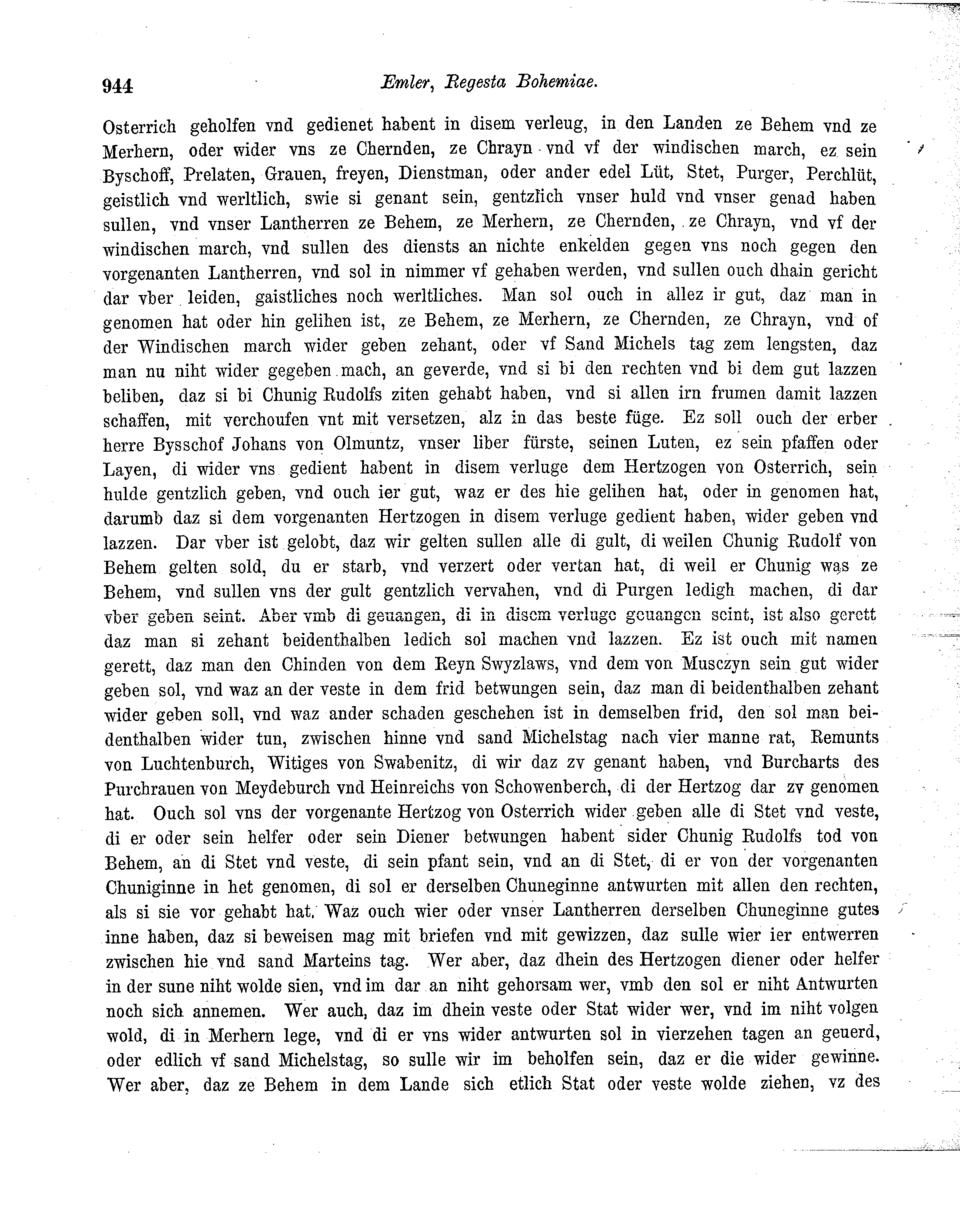 944
Emler, Regesta Bohemiae.
Osterrich geholfen vnd gedienet habent in disem verleug, in den Landen ze Behem vnd ze
Merhern, oder wider vns ze Chernden, ze Chrayn vnd vf der windischen march, ez sein
Byschoff, Prelaten, Grauen, freyen, Dienstman, oder ander edel Lüt, Stet, Purger, Perchlüt,
geistlich vnd werltlich, swie si genant sein, gentzlich vnser huld vnd vnser genad haben
sullen, vnd vnser Lantherren ze Behem, ze Merhern, ze Chernden, ze Chrayn, vnd vf der
windischen march, vnd sullen des diensts an nichte enkelden gegen vns noch gegen den
vorgenanten Lantherren, vnd sol in nimmer vf gehaben werden, vnd sullen ouch dhain gericht
dar vber leiden, gaistliches noch werltliches. Man sol ouch in allez ir gut, daz man in
genomen hat oder hin gelihen ist, ze Behem, ze Merhern, ze Chernden, ze Chrayn, vnd of
der Windischen march wider geben zehant, oder vf Sand Michels tag zem lengsten, daz
man nu niht wider gegeben mach, an geverde, vnd si bi den rechten vnd bi dem gut lazzen
beliben, daz si bi Chunig Rudolfs ziten gehabt haben, vnd si allen irn frumen damit lazzen
schaffen, mit verchoufen vnt mit versetzen, alz in das beste füge. Ez soll ouch der erber
herre Bysschof Johans von Olmuntz, vnser liber fürste, seinen Luten, ez sein pfaffen oder
Layen, di wider vns gedient habent in disem verluge dem Hertzogen von Osterrich, sein
hulde gentzlich geben, vnd ouch ier gut, waz er des hie gelihen hat, oder in genomen hat,
darumb daz si dem vorgenanten Hertzogen in disem verluge gedient haben, wider geben vnd
lazzen. Dar vber ist gelobt, daz wir gelten sullen alle di gult, di weilen Chunig Rudolf von
Behem gelten sold, du er starb, vnd verzert oder vertan hat, di weil er Chunig was ze
Behem, vnd sullen vns der gult gentzlich vervahen, vnd di Purgen ledigh machen, di dar
vber geben seint. Aber vmb di geuangen, di in disem verluge geuangen seint, ist also gerett
daz man si zehant beidenthalben ledich sol machen vnd lazzen. Ez ist ouch mit namen
gerett, daz man den Chinden von dem Reyn Swyzlaws, vnd dem von Musczyn sein gut wider
geben sol, vnd waz an der veste in dem frid betwungen sein, daz man di beidenthalben zehant
wider geben soll, vnd waz ander schaden geschehen ist in demselben frid, den sol man bei-
denthalben wider tun, zwischen hinne vnd sand Michelstag nach vier manne rat, Remunts
von Luchtenburch, Witiges von Swabenitz, di wir daz zv genant haben, vnd Burcharts des
Purchrauen von Meydeburch vnd Heinreichs von Schowenberch, di der Hertzog dar zv genomen
hat. Ouch sol vns der vorgenante Hertzog von Osterrich wider geben alle di Stet vnd veste,
di er oder sein helfer oder sein Diener betwungen habent sider Chunig Rudolfs tod von
Behem, an di Stet vnd veste, di sein pfant sein, vnd an di Stet, di er von der vorgenanten
Chuniginne in het genomen, di sol er derselben Chuneginne antwurten mit allen den rechten,
als si sie vor gehabt hat. Waz ouch wier oder vnser Lantherren derselben Chuneginne gutes
inne haben, daz si beweisen mag mit briefen vnd mit gewizzen, daz sulle wier ier entwerren
zwischen hie vnd sand Marteins tag. Wer aber, daz dhein des Hertzogen diener oder helfer
in der sune niht wolde sien, vnd im dar an niht gehorsam wer, vmb den sol er niht Antwurten
noch sich annemen. Wer auch, daz im dhein veste oder Stat wider wer, vnd im niht volgen
wold, di in Merhern lege, vnd di er vns wider antwurten sol in vierzehen tagen an geuerd,
oder edlich vf sand Michelstag, so sulle wir im beholfen sein, daz er die wider gewinne.
Wer aber, daz ze Behem in dem Lande sich etlich Stat oder veste wolde ziehen, vz des